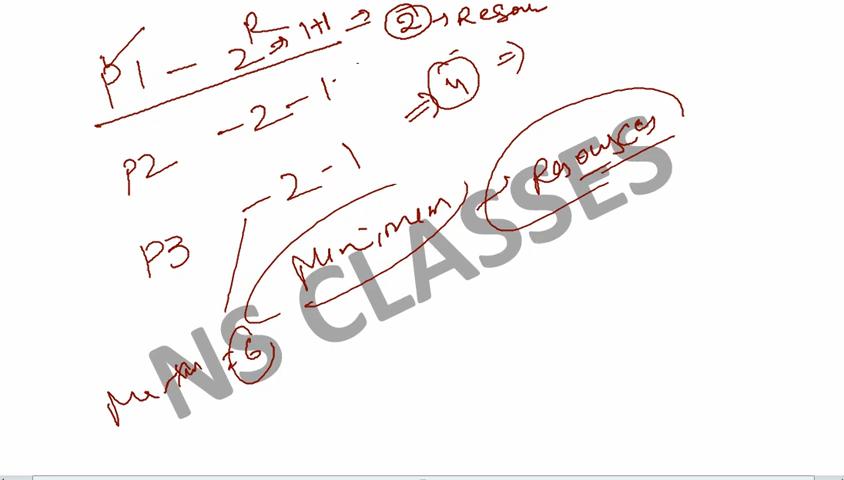 R
P1 - 2 → 1+1 ⇒ 2 → Resou
P2 - 2 - 1 ⇒ 4 ⇒
P3 - 2 - 1
Minimum Resources
6
NS CLASSES